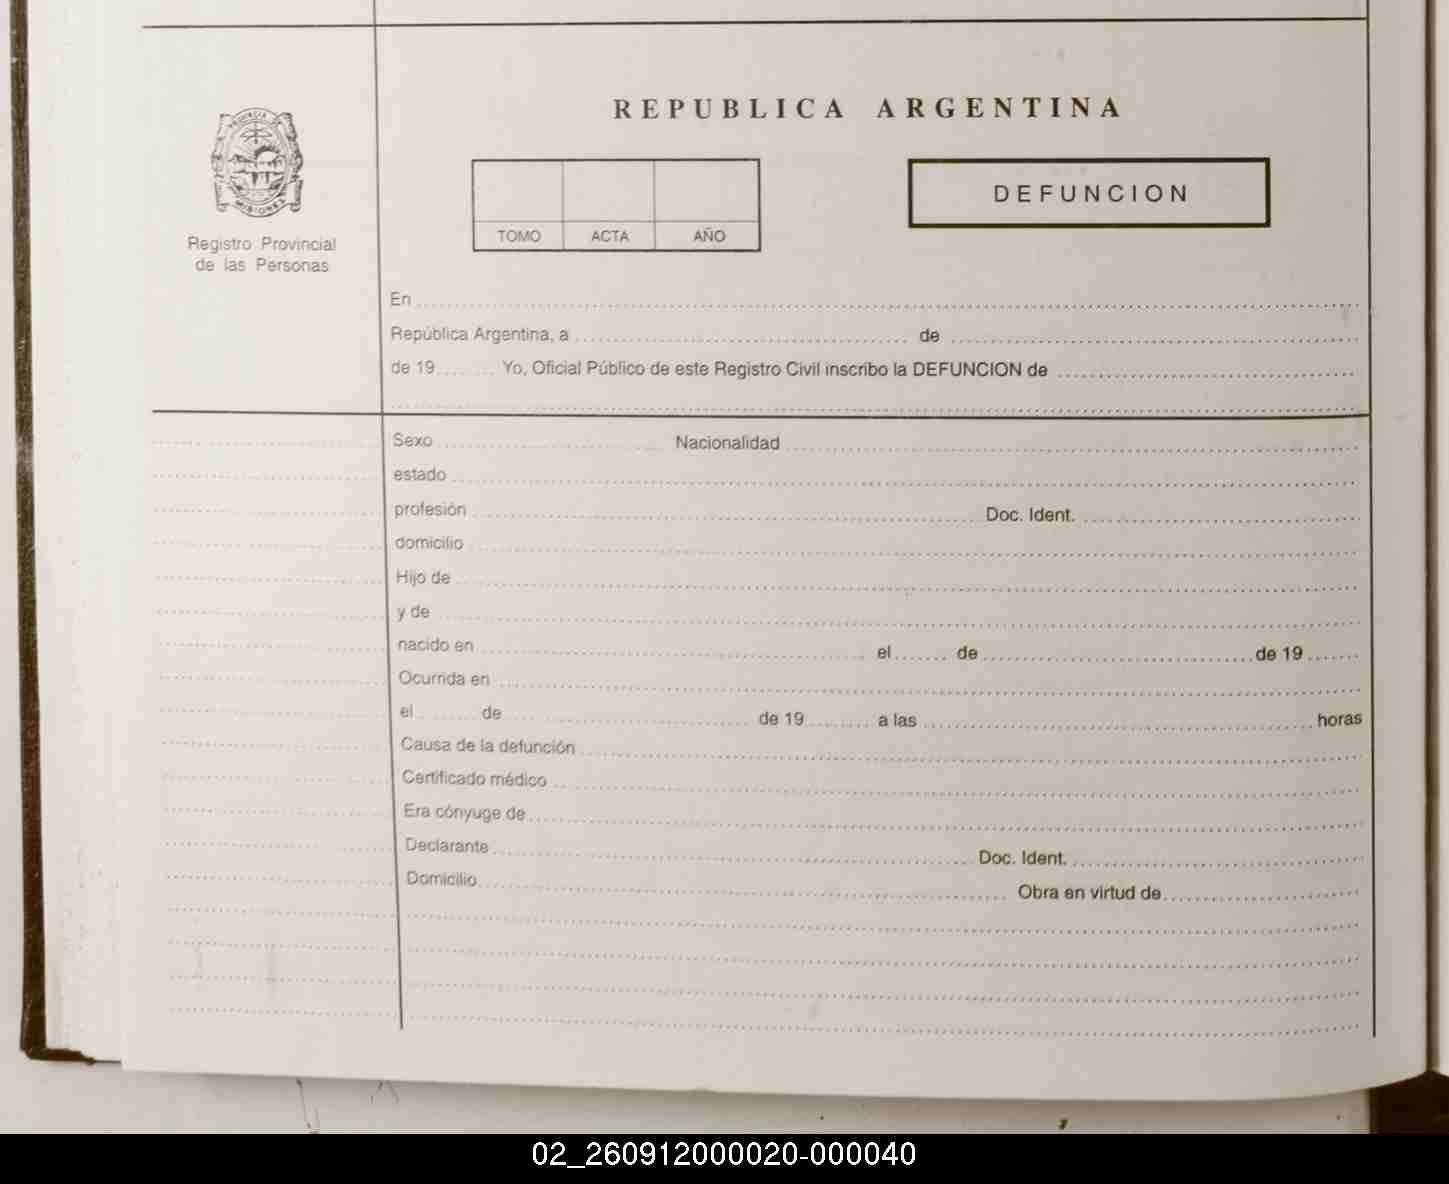 REPUBLICA ARGENTINA
PROVINCIA DE
MISIONES
Registro Provincial
de las Personas
TOMO ACTA AÑO
DEFUNCION
En
República Argentina, a de
de 19 Yo, Oficial Público de este Registro Civil inscribo la DEFUNCION de
Sexo Nacionalidad
estado
profesión Doc. Ident.
domicilio
Hijo de
y de
nacido en el de de 19
Ocurrida en
el de de 19 a las horas
Causa de la defunción
Certificado médico
Era cónyuge de
Declarante Doc. Ident.
Domicilio Obra en virtud de
02_260912000020-000040